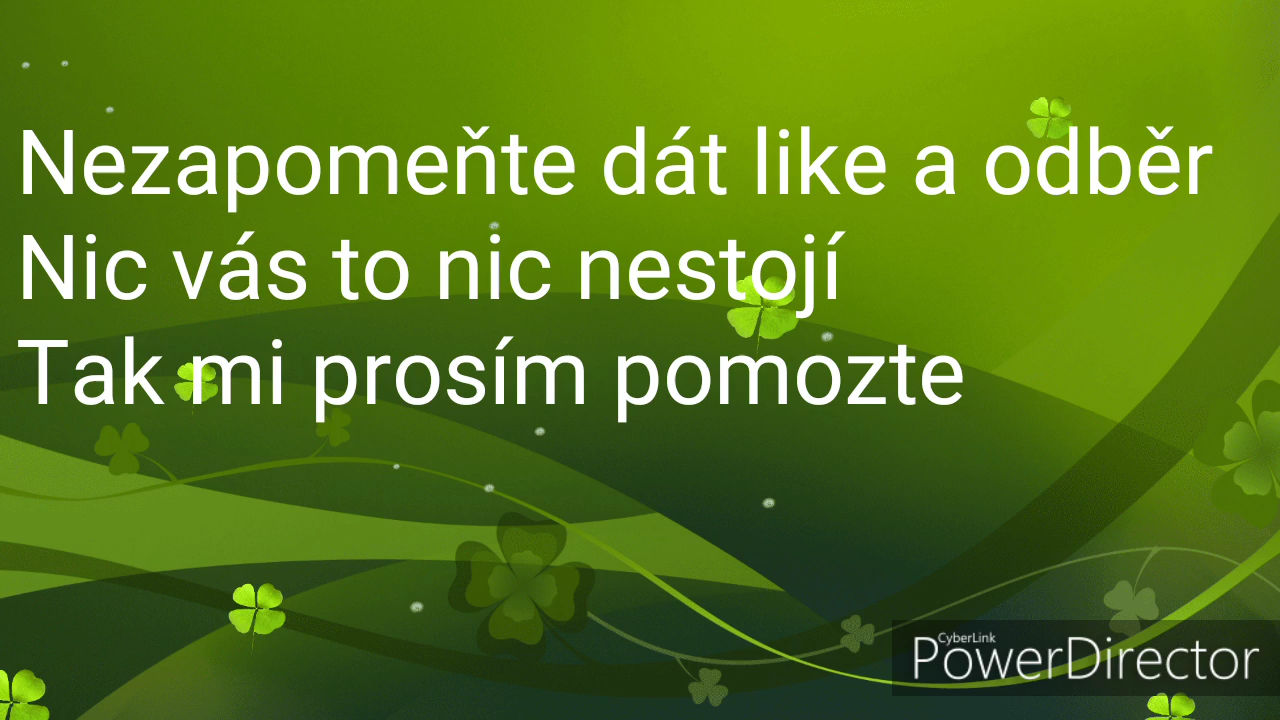 Nezapomeňte dát like a odběr
Nic vás to nic nestojí
Tak mi prosím pomozte
CyberLink
PowerDirector